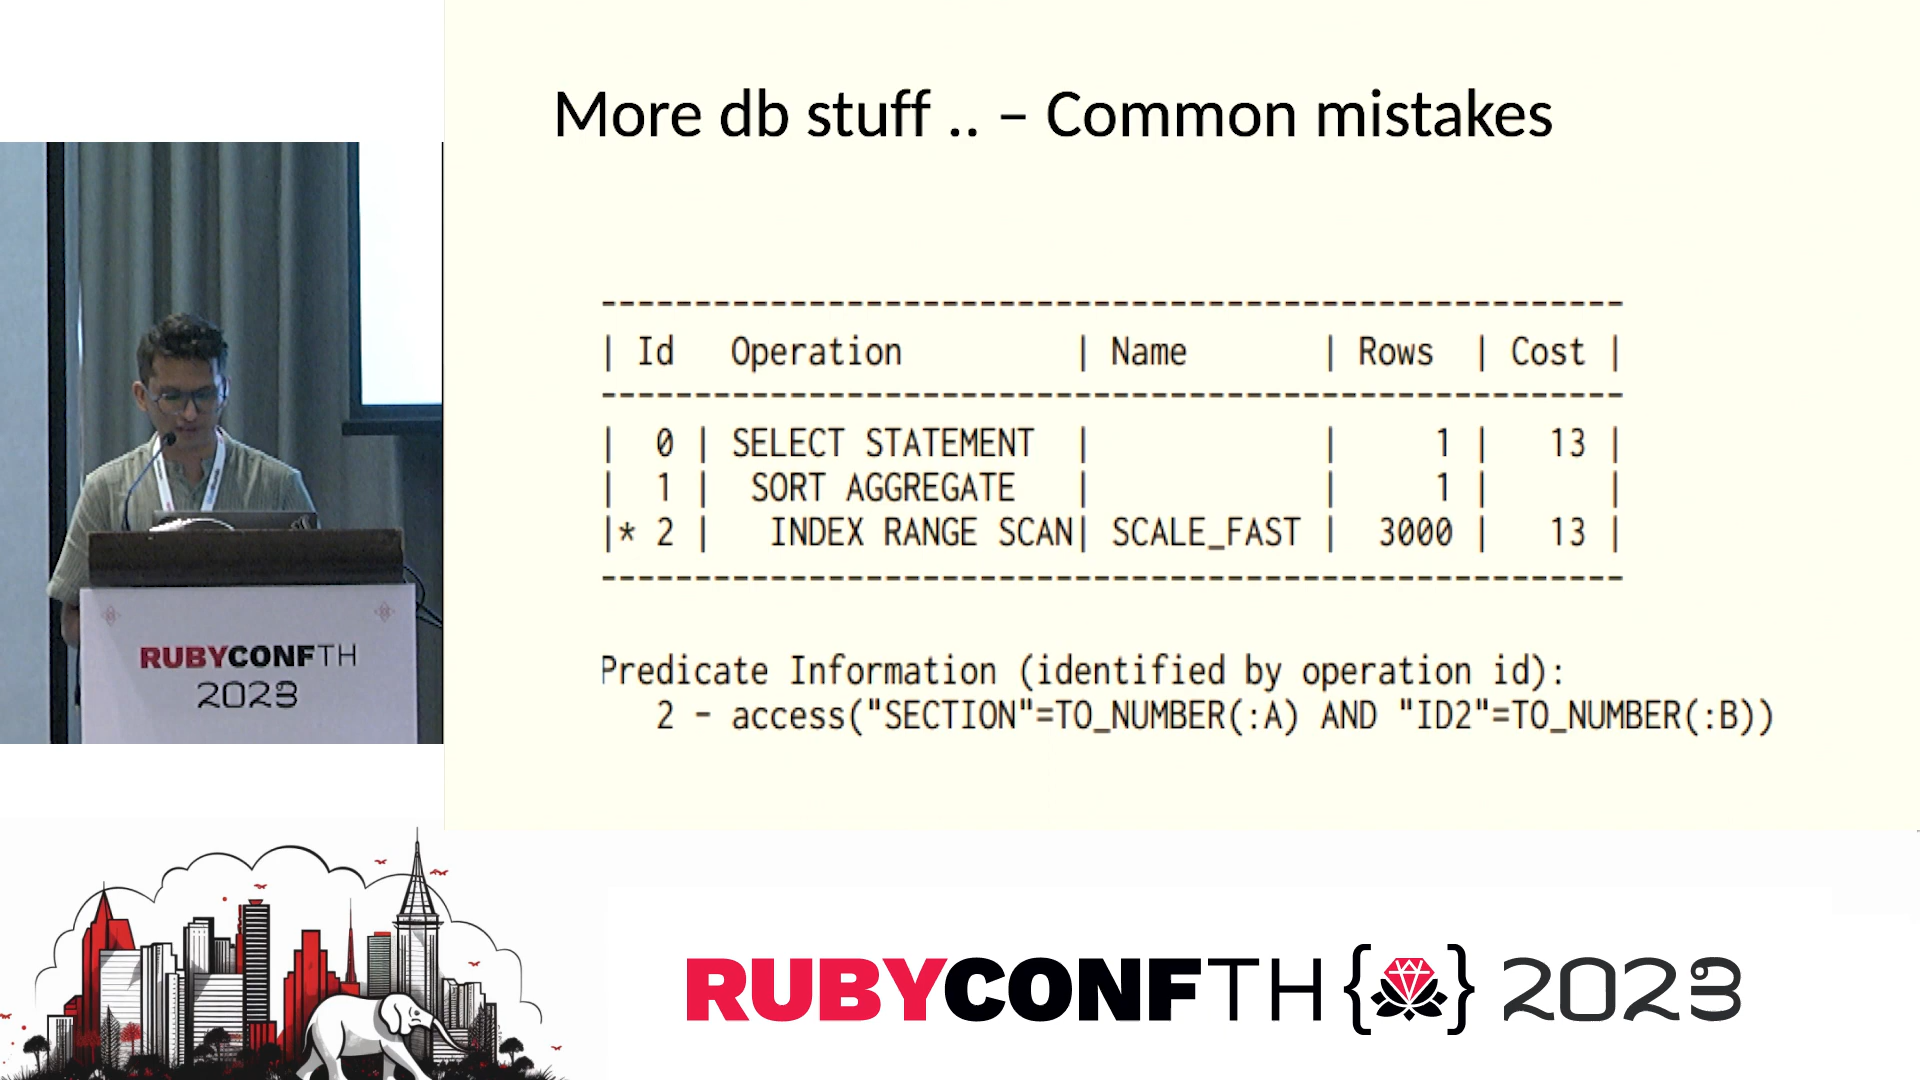 More db stuff .. – Common mistakes
-------------------------------------------------------
| Id   Operation          | Name        | Rows  | Cost |
-------------------------------------------------------
|  0 | SELECT STATEMENT  |            |     1 |   13 |
|  1 |  SORT AGGREGATE   |            |     1 |      |
|* 2 |   INDEX RANGE SCAN| SCALE_FAST |  3000 |   13 |
-------------------------------------------------------
Predicate Information (identified by operation id):
   2 - access("SECTION"=TO_NUMBER(:A) AND "ID2"=TO_NUMBER(:B))
RUBYCONFTH
2023
RUBYCONFTH { } 2023